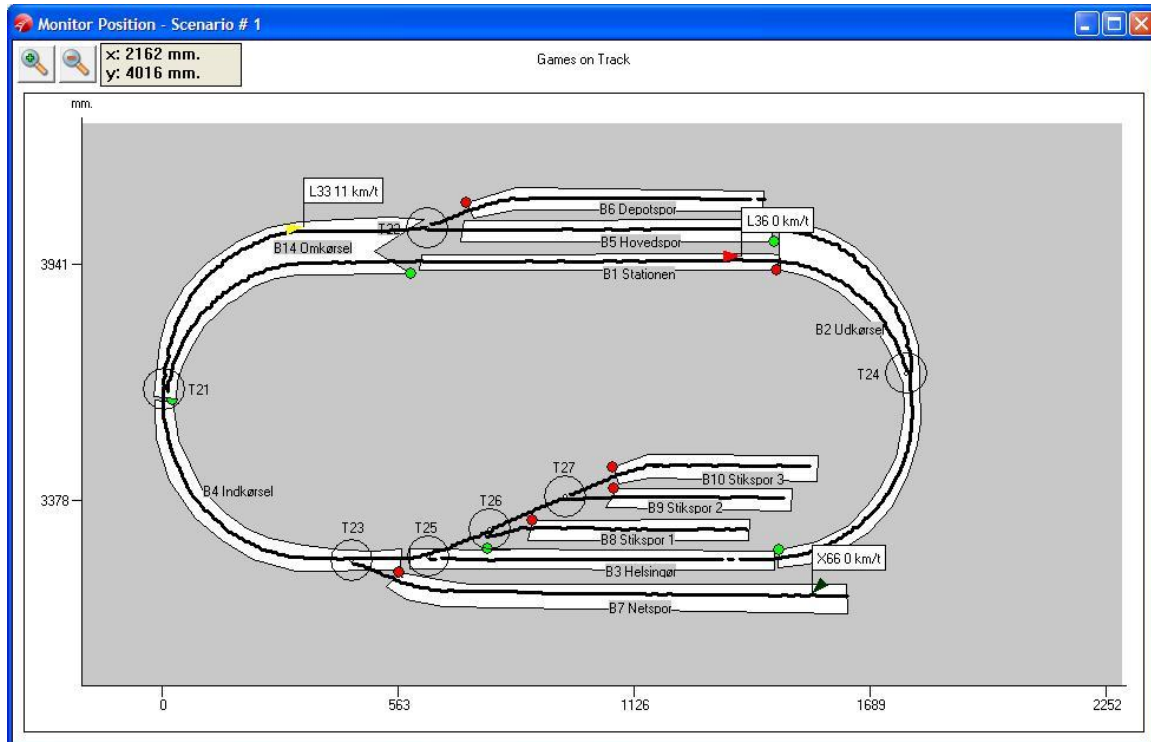 Monitor Position - Scenario # 1
x: 2162 mm.
y: 4016 mm.
Games on Track
mm.
L33 11 km/t
B6 Depotspor
L36 0 km/t
T22
B5 Hovedspor
B14 Omkørsel
3941
B1 Stationen
B2 Udkørsel
T24
T21
T27
B10 Stikspor 3
B4 Indkørsel
3378
T26
B9 Stikspor 2
T23
T25
B8 Stikspor 1
X66 0 km/t
B3 Helsingør
B7 Netspor
0
563
1126
1689
2252